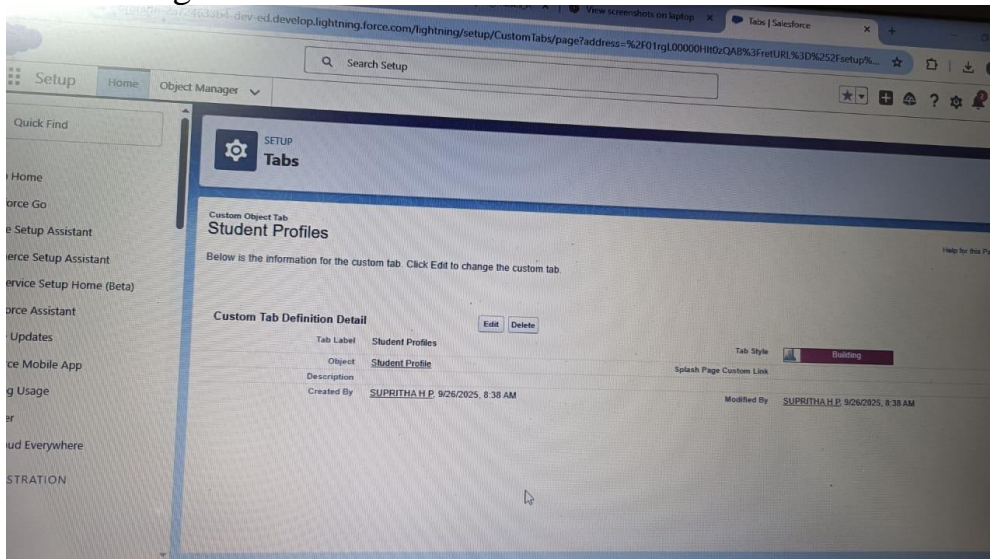 View screenshots on laptop
Tabs | Salesforce
-dev-ed.develop.lightning.force.com/lightning/setup/CustomTabs/page?address=%2F01rgL00000HIt0zQAB%3FretURL%3D%252Fsetup%...
Search Setup
Setup Home Object Manager
Quick Find
SETUP
Tabs
Home
orce Go
e Setup Assistant
erce Setup Assistant
ervice Setup Home (Beta)
orce Assistant
Updates
ce Mobile App
g Usage
er
ud Everywhere
STRATION
Custom Object Tab
Student Profiles
Help for this Pa
Below is the information for the custom tab. Click Edit to change the custom tab.
Custom Tab Definition Detail Edit Delete
Tab Label Student Profiles
Tab Style Building
Object Student Profile
Splash Page Custom Link
Description
Created By SUPRITHA H P, 9/26/2025, 8:38 AM
Modified By SUPRITHA H P, 9/26/2025, 8:38 AM